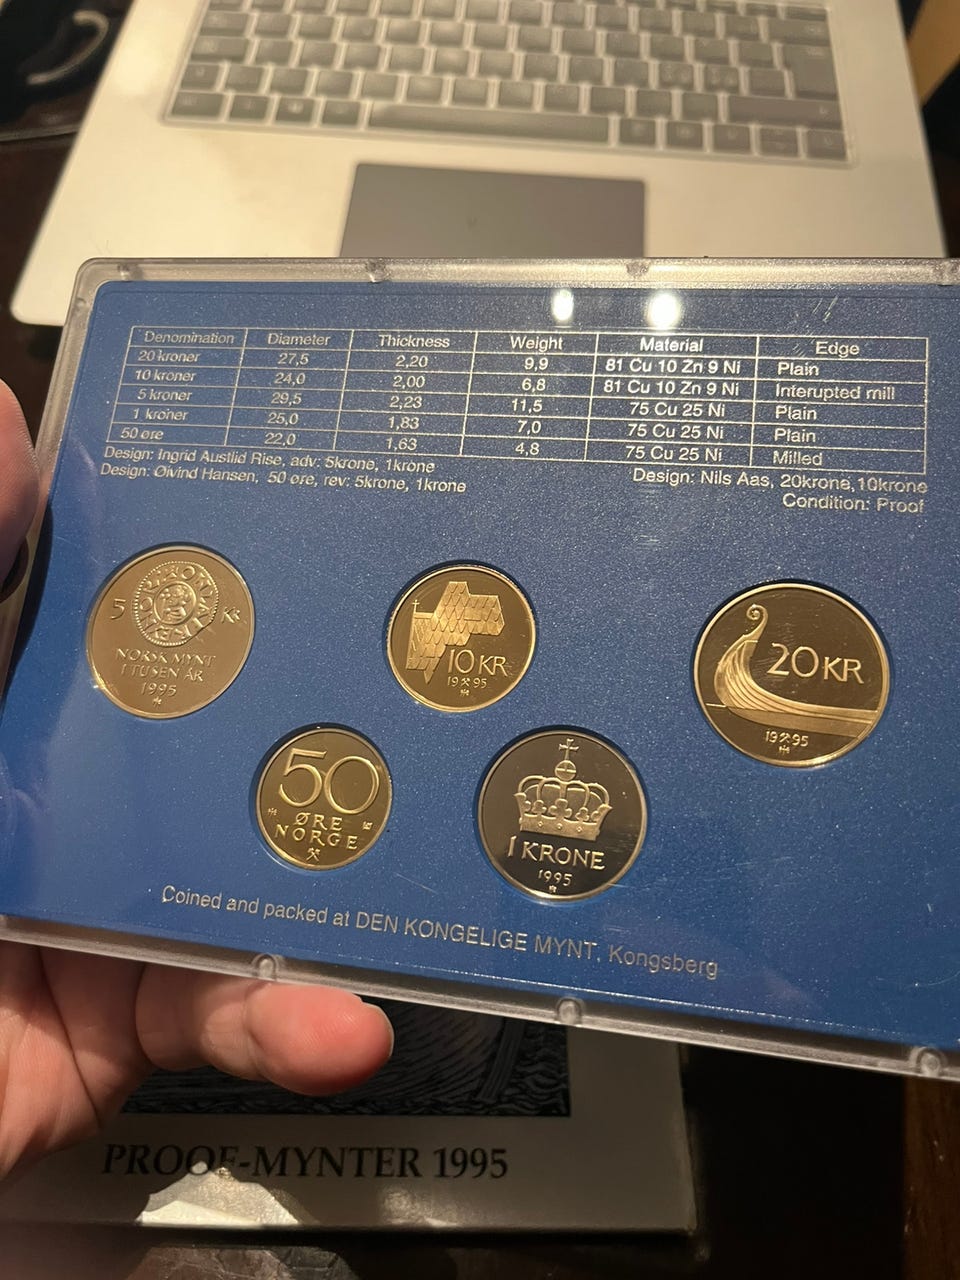 Denomination Diameter Thickness Weight Material Edge
20 kroner 27,5 2,20 9,9 81 Cu 10 Zn 9 Ni Plain
10 kroner 24,0 2,00 6,8 81 Cu 10 Zn 9 Ni Interupted mill
5 kroner 29,5 2,23 11,5 75 Cu 25 Ni Plain
1 kroner 25,0 1,83 7,0 75 Cu 25 Ni Plain
50 øre 22,0 1,63 4,8 75 Cu 25 Ni Milled
Design: Ingrid Austlid Rise, adv: 5krone, 1krone
Design: Øivind Hansen, 50 øre, rev: 5krone, 1krone
Design: Nils Aas, 20krone,10krone
Condition: Proof
5 Kr
NORSK MYNT
I TUSEN ÅR
1995
10 KR
19 95
20 KR
19 95
50
ØRE
NORGE
1 KRONE
1995
Coined and packed at DEN KONGELIGE MYNT, Kongsberg
PROOF-MYNTER 1995